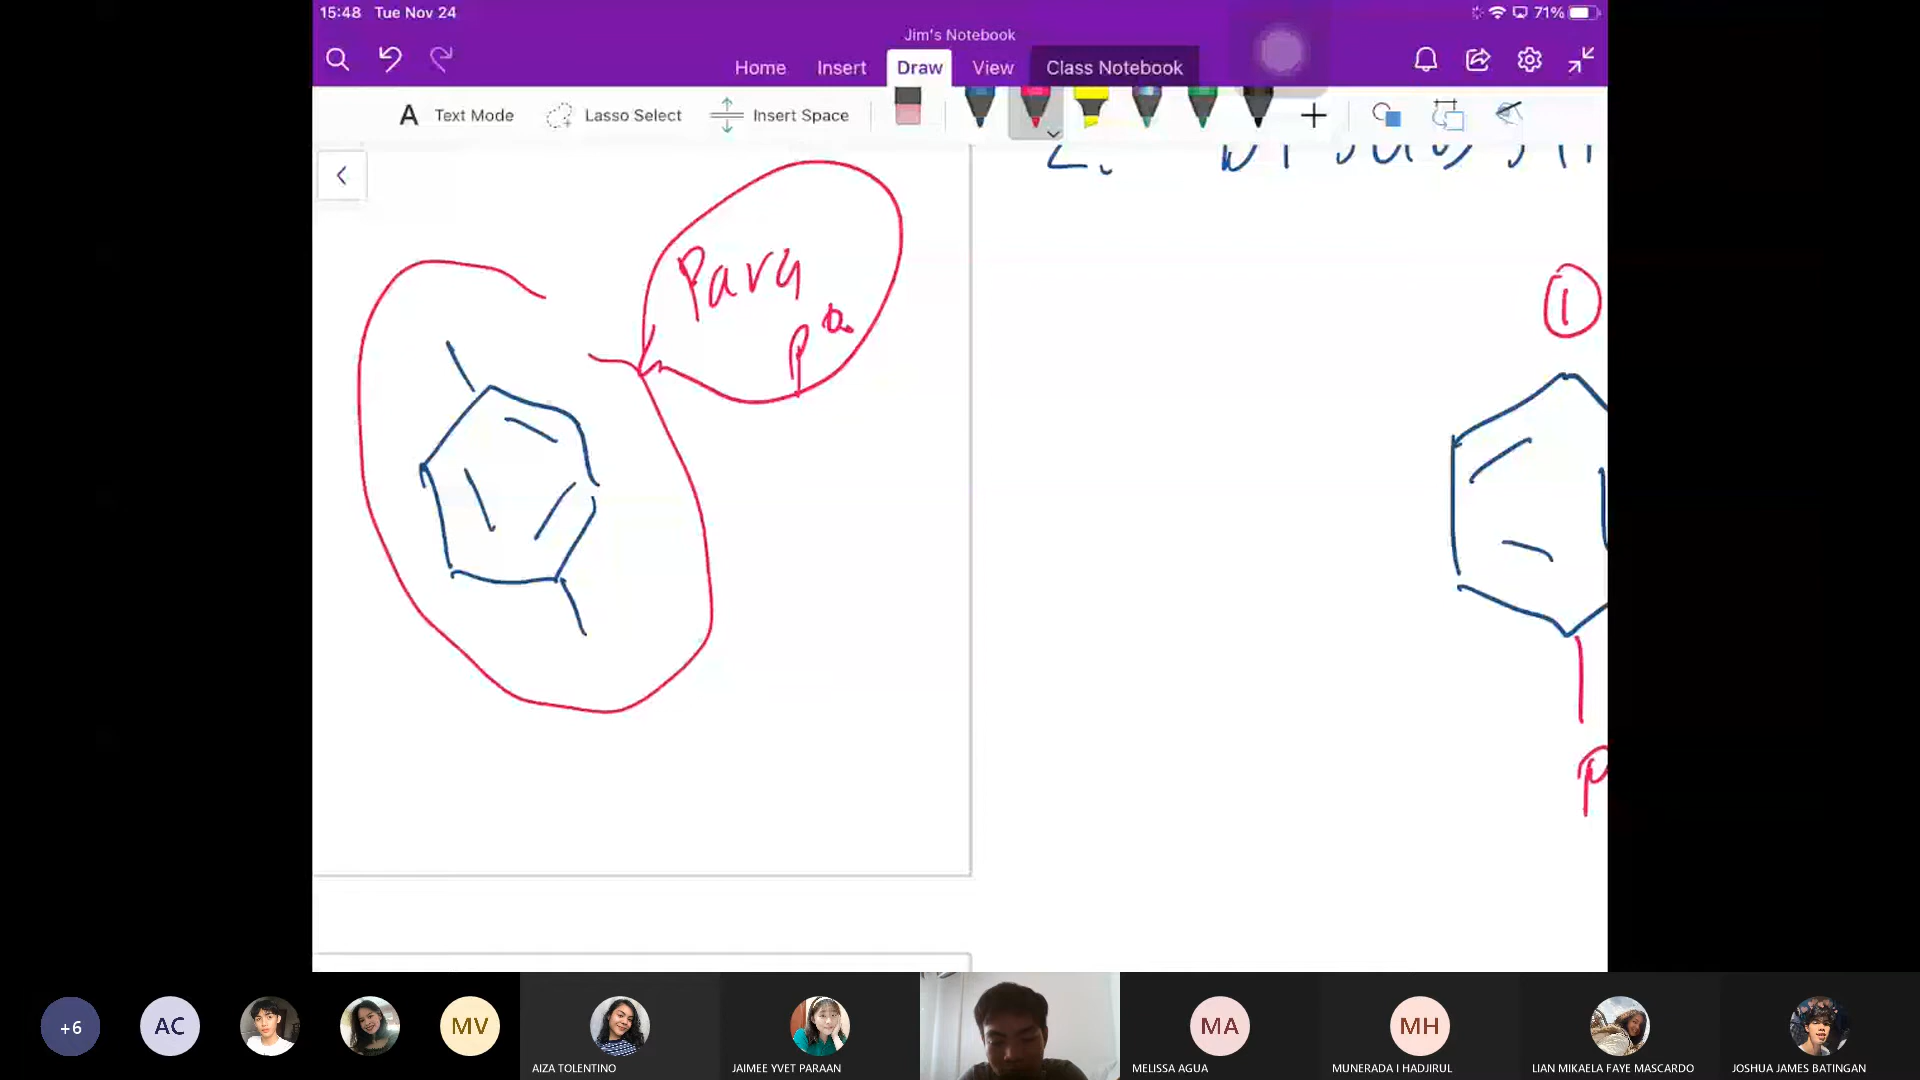 15:48 Tue Nov 24
71%
Jim's Notebook
Home Insert Draw View Class Notebook
A Text Mode Lasso Select Insert Space
2.
Para
P
1
P
+6
AC
MV
AIZA TOLENTINO
JAIMEE YVET PARAAN
MA
MELISSA AGUA
MH
MUNERADA I HADJIRUL
LIAN MIKAELA FAYE MASCARDO
JOSHUA JAMES BATINGAN